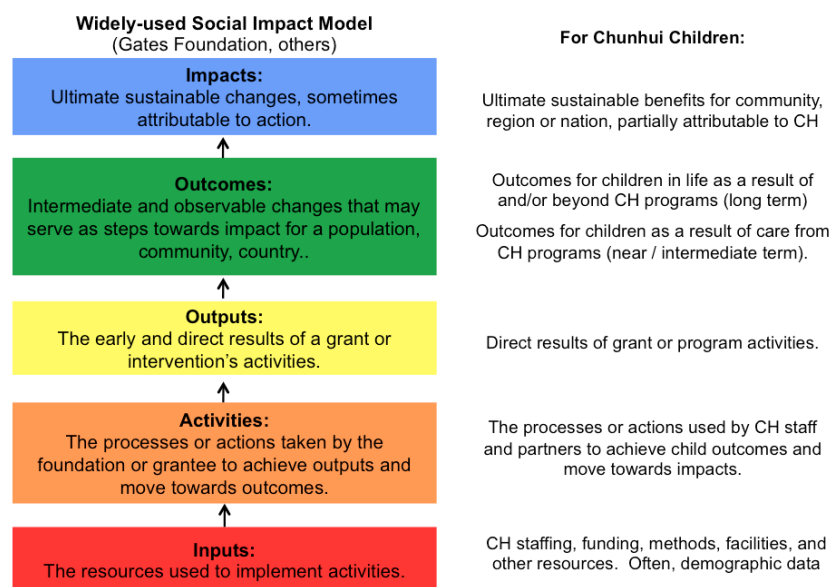 Widely-used Social Impact Model
(Gates Foundation, others)
For Chunhui Children:
Impacts:
Ultimate sustainable changes, sometimes
attributable to action.
Ultimate sustainable benefits for community,
region or nation, partially attributable to CH
Outcomes:
Intermediate and observable changes that may
serve as steps towards impact for a population,
community, country..
Outcomes for children in life as a result of
and/or beyond CH programs (long term)
Outcomes for children as a result of care from
CH programs (near / intermediate term).
Outputs:
The early and direct results of a grant or
intervention’s activities.
Direct results of grant or program activities.
Activities:
The processes or actions taken by the
foundation or grantee to achieve outputs and
move towards outcomes.
The processes or actions used by CH staff
and partners to achieve child outcomes and
move towards impacts.
Inputs:
The resources used to implement activities.
CH staffing, funding, methods, facilities, and
other resources.  Often, demographic data